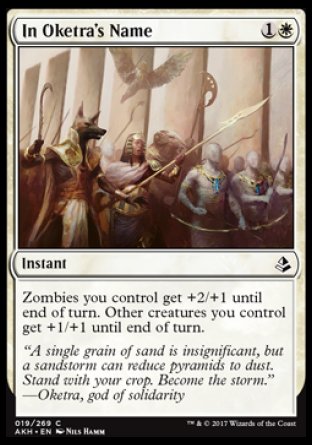 In Oketra's Name 1
Instant
Zombies you control get +2/+1 until
end of turn. Other creatures you control
get +1/+1 until end of turn.
“A single grain of sand is insignificant, but
a sandstorm can reduce pyramids to dust.
Stand with your crop. Become the storm.”
—Oketra, god of solidarity
019/269 C
AKH • EN NILS HAMM
™ & © 2017 Wizards of the Coast